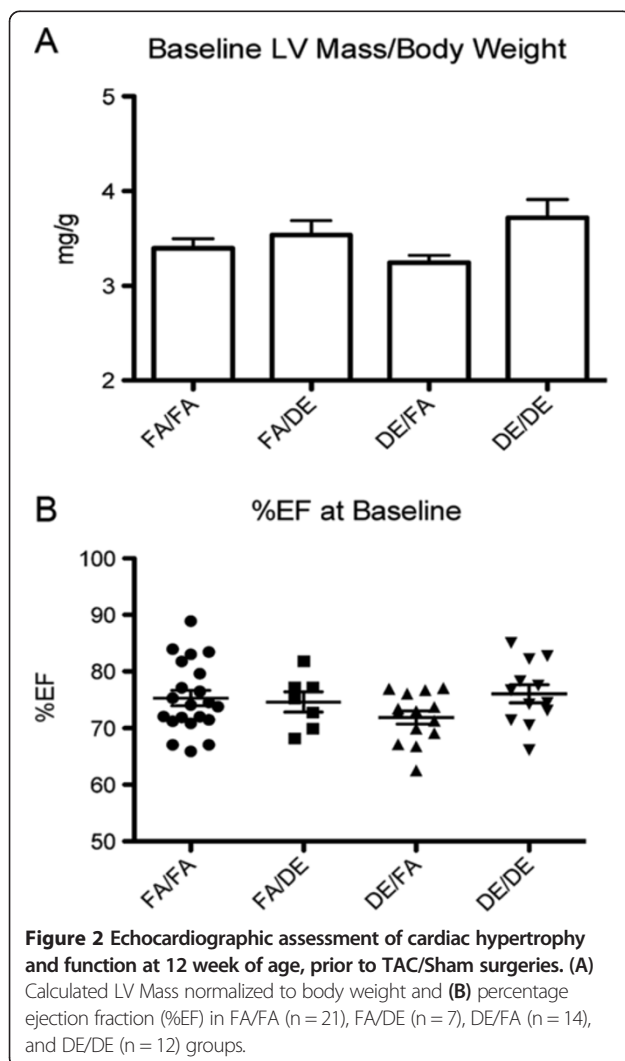 A
Baseline LV Mass/Body Weight
5
4
3
2
mg/g
FA/FA
FA/DE
DE/FA
DE/DE
B
%EF at Baseline
100
90
80
70
60
50
%EF
FA/FA
FA/DE
DE/FA
DE/DE
Figure 2 Echocardiographic assessment of cardiac hypertrophy
and function at 12 week of age, prior to TAC/Sham surgeries. (A)
Calculated LV Mass normalized to body weight and (B) percentage
ejection fraction (%EF) in FA/FA (n = 21), FA/DE (n = 7), DE/FA (n = 14),
and DE/DE (n = 12) groups.